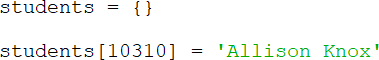 students = {}
students[10310] = 'Allison Knox'